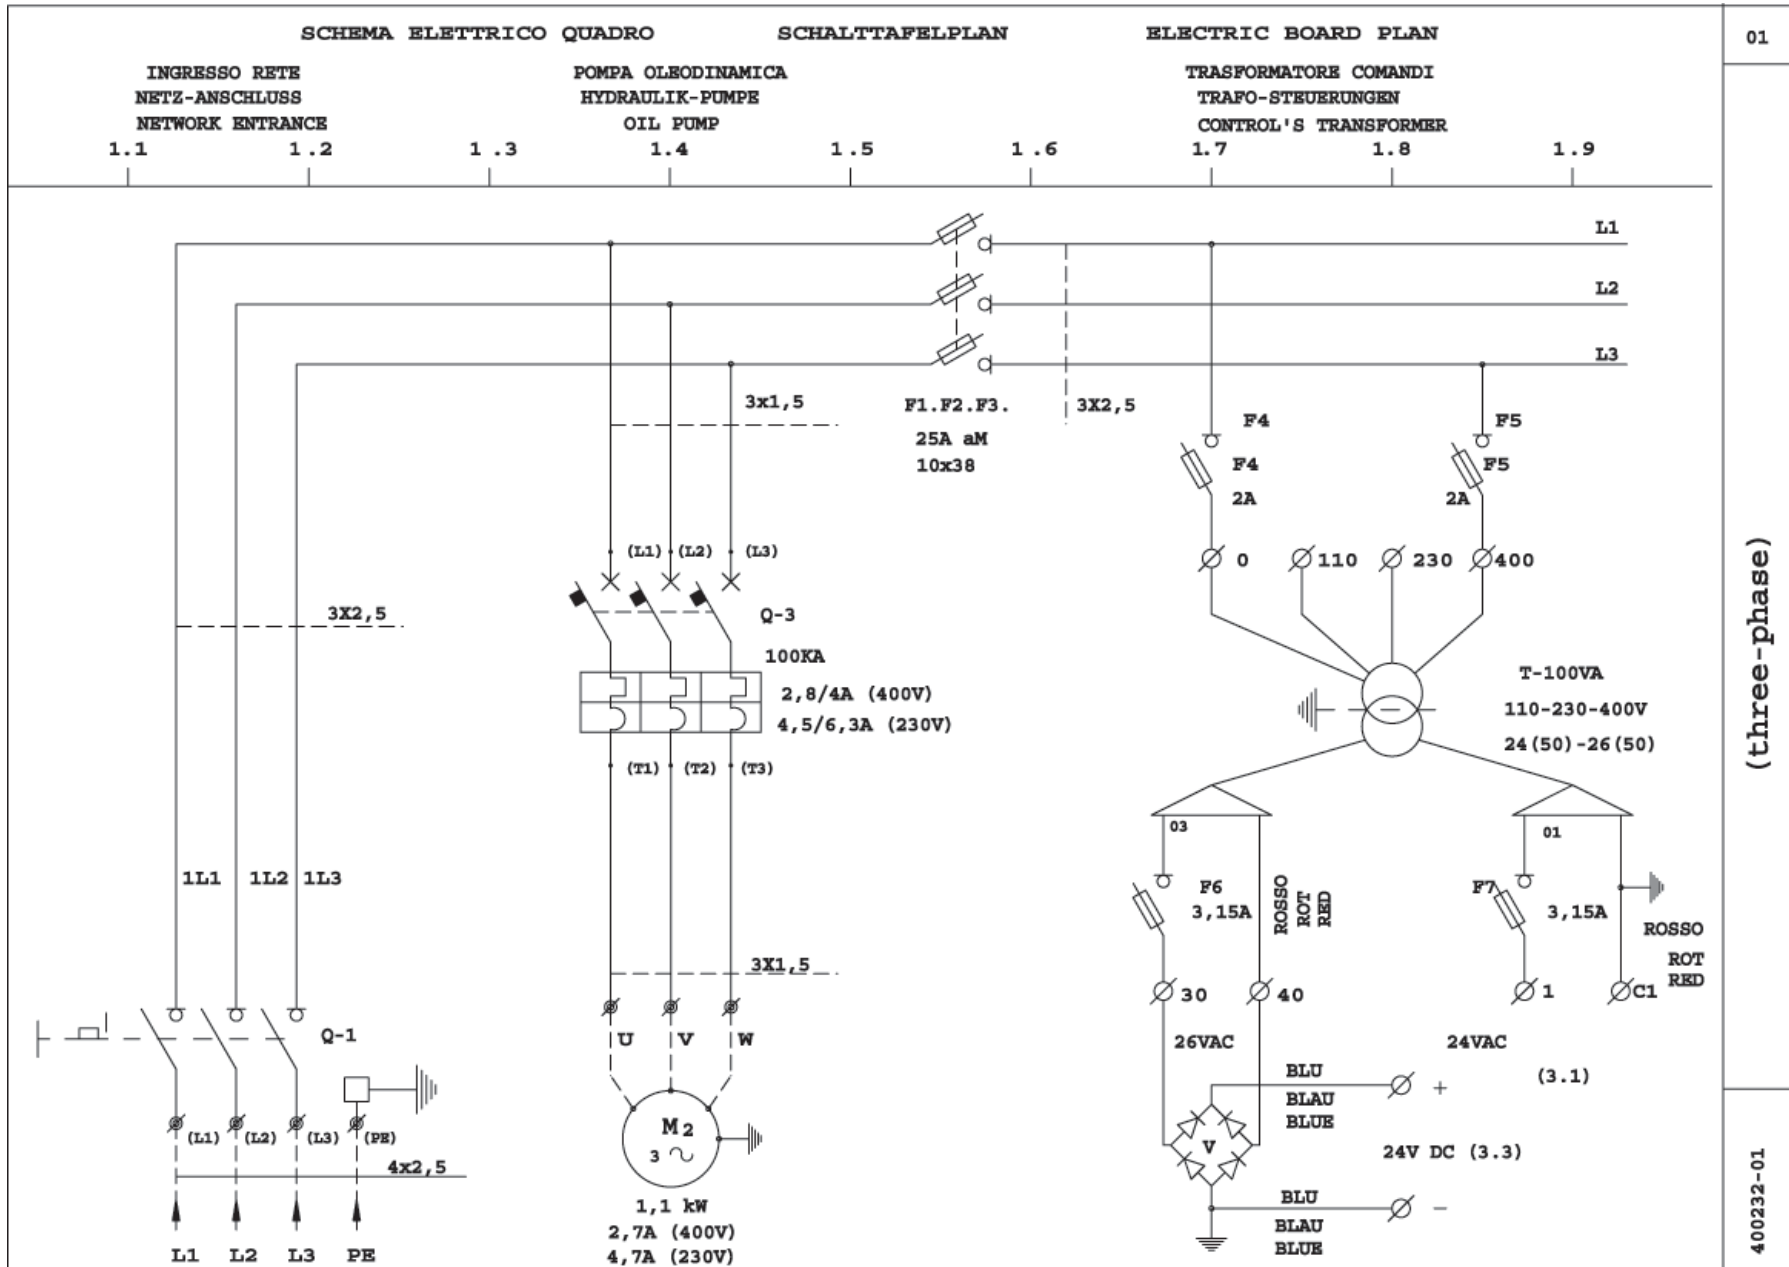 SCHEMA ELETTRICO QUADRO
SCHALTTAFELPLAN
ELECTRIC BOARD PLAN
01
INGRESSO RETE
NETZ-ANSCHLUSS
NETWORK ENTRANCE
POMPA OLEODINAMICA
HYDRAULIK-PUMPE
OIL PUMP
TRASFORMATORE COMANDI
TRAFO-STEUERUNGEN
CONTROL'S TRANSFORMER
1.1
1.2
1.3
1.4
1.5
1.6
1.7
1.8
1.9
L1
L2
L3
3x1,5
F1.F2.F3.
25A aM
10x38
3X2,5
F4
F4
2A
F5
F5
2A
(L1)
(L2)
(L3)
0
110
230
400
3X2,5
Q-3
100KA
2,8/4A (400V)
4,5/6,3A (230V)
T-100VA
110-230-400V
24(50)-26(50)
(T1)
(T2)
(T3)
03
01
1L1
1L2
1L3
F6
3,15A
ROSSO
ROT
RED
F7
3,15A
ROSSO
ROT
RED
3X1,5
30
40
1
C1
Q-1
U
V
W
26VAC
24VAC
(3.1)
BLU
BLAU
BLUE
+
(L1)
(L2)
(L3)
(PE)
M2
3
V
24V DC (3.3)
4x2,5
1,1 kW
2,7A (400V)
4,7A (230V)
BLU
BLAU
BLUE
−
L1
L2
L3
PE
(three-phase)
400232-01